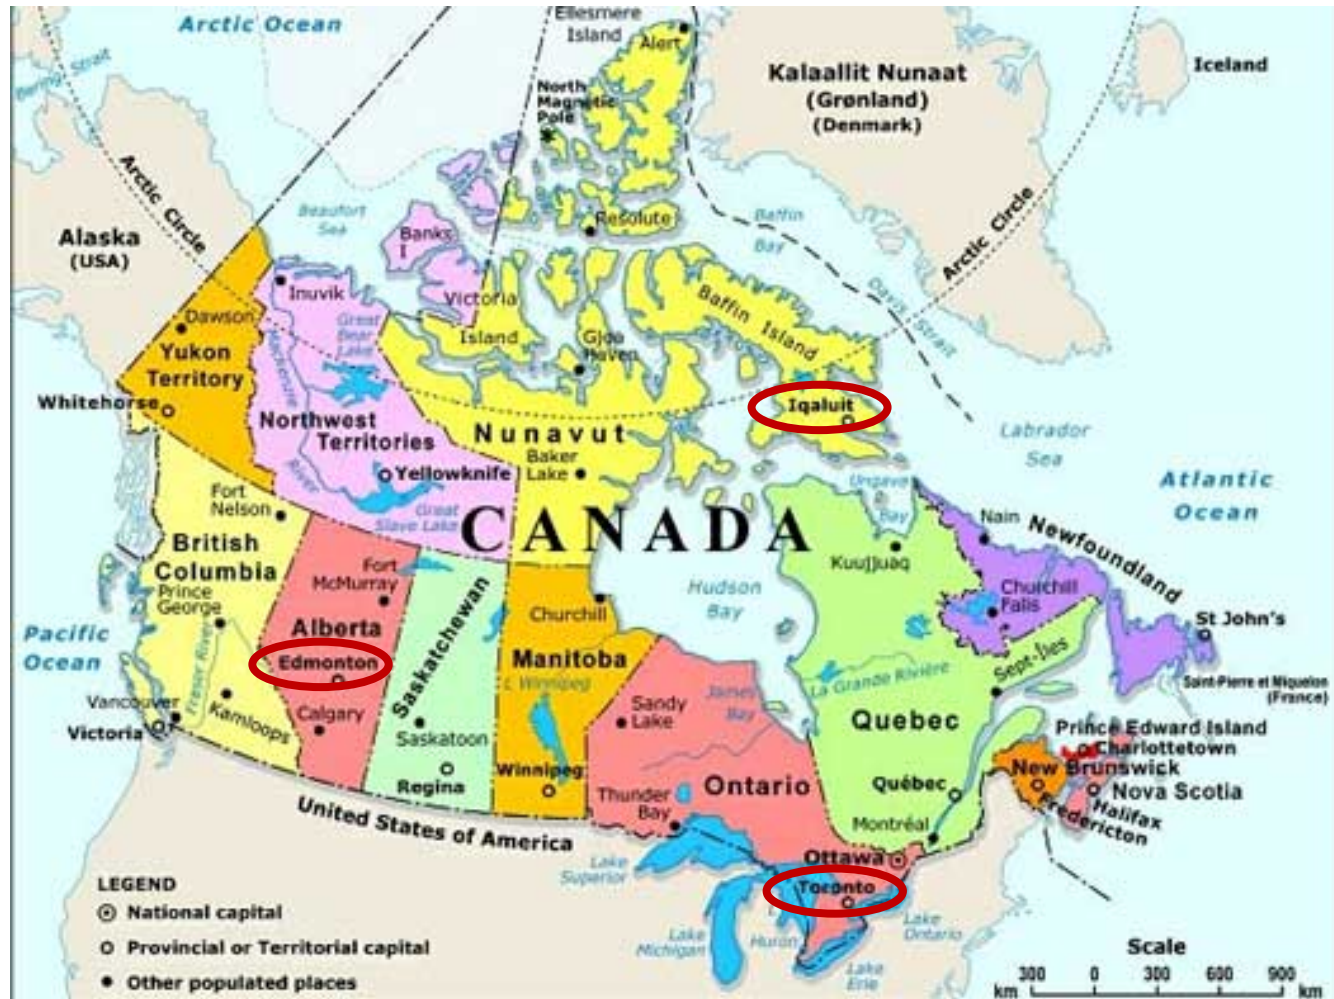 Arctic Ocean
Ellesmere
Island
Alert
Bering Strait
North
Magnetic
Pole
Kalaallit Nunaat
(Grønland)
(Denmark)
Iceland
Arctic Circle
Beaufort
Sea
Banks
I
Resolute
Baffin
Bay
Arctic Circle
Alaska
(USA)
Inuvik
Victoria
Island
Baffin Island
Davis Strait
Dawson
Great
Bear
Lake
Mackenzie
River
Gjoa
Haven
Yukon
Territory
Whitehorse
Northwest
Territories
Nunavut
Iqaluit
Labrador
Sea
Baker
Lake
Yellowknife
Great
Slave Lake
Ungava
Bay
Atlantic
Ocean
Fort
Nelson
CANADA
Nain
Newfoundland
British
Columbia
Fort
McMurray
Kuujjuaq
Prince
George
Hudson
Bay
Churchill
Churchill
Falls
Pacific
Ocean
Fraser River
Alberta
Saskatchewan
St John's
Edmonton
Manitoba
L Winnipeg
Sept-Îles
La Grande Rivière
James
Bay
Saint-Pierre et Miquelon
(France)
Vancouver
Victoria
Kamloops
Calgary
Saskatoon
Sandy
Lake
Quebec
Prince Edward Island
Charlottetown
Regina
Winnipeg
Ontario
Québec
New Brunswick
Nova Scotia
Halifax
Fredericton
United States of America
Thunder
Bay
Montréal
Ottawa
Lake
Superior
Toronto
LEGEND
National capital
Provincial or Territorial capital
Other populated places
Lake
Michigan
L
Huron
Lake
Ontario
Lake
Erie
Scale
300 0 300 600 900
km km